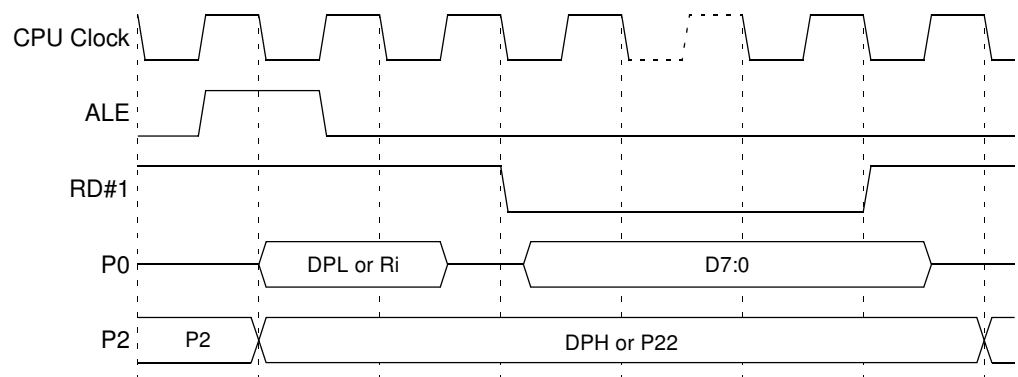 CPU Clock
ALE
RD#1
P0
DPL or Ri
D7:0
P2
P2
DPH or P22